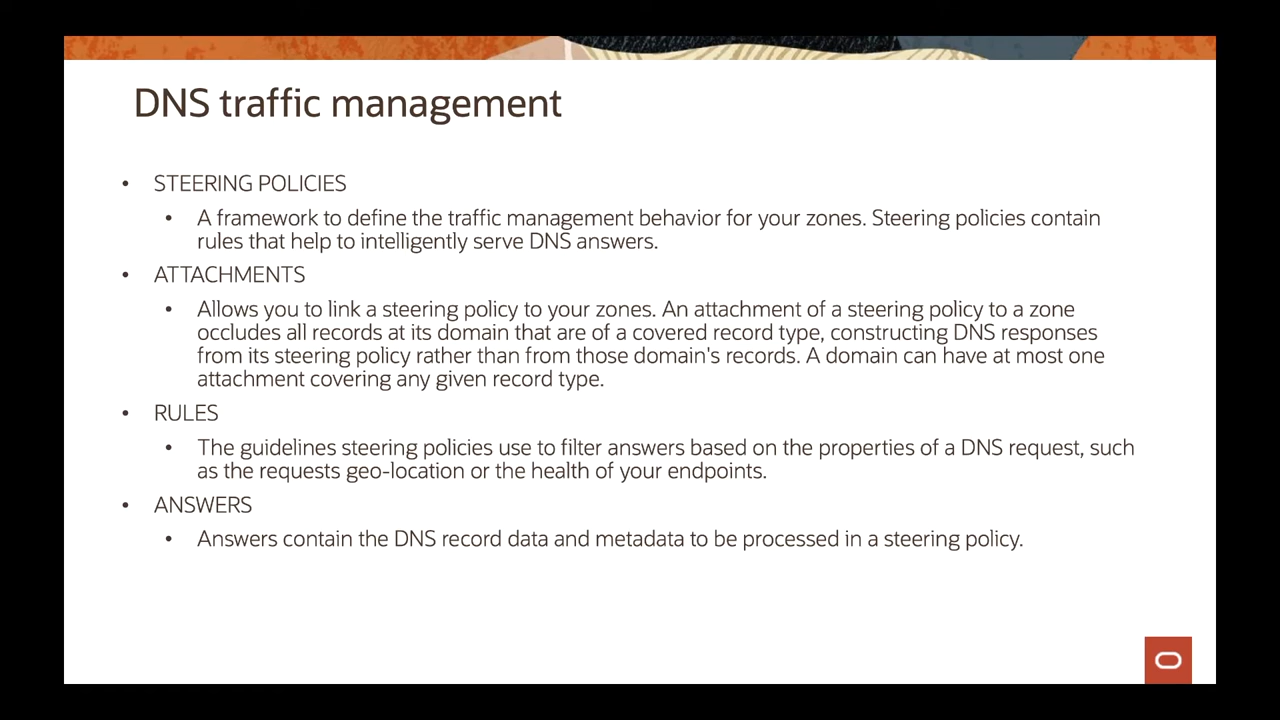 DNS traffic management
• STEERING POLICIES
• A framework to define the traffic management behavior for your zones. Steering policies contain
rules that help to intelligently serve DNS answers.
• ATTACHMENTS
• Allows you to link a steering policy to your zones. An attachment of a steering policy to a zone
occludes all records at its domain that are of a covered record type, constructing DNS responses
from its steering policy rather than from those domain's records. A domain can have at most one
attachment covering any given record type.
• RULES
• The guidelines steering policies use to filter answers based on the properties of a DNS request, such
as the requests geo-location or the health of your endpoints.
• ANSWERS
• Answers contain the DNS record data and metadata to be processed in a steering policy.